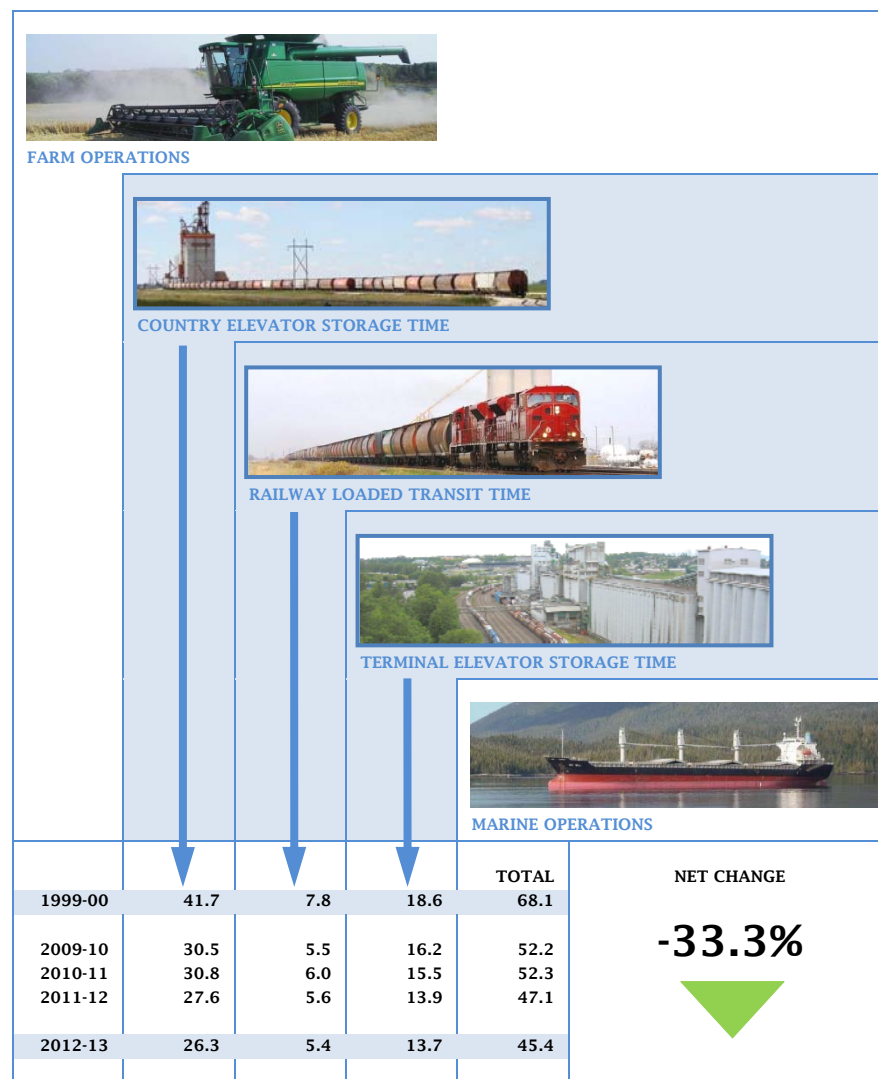 FARM OPERATIONS
COUNTRY ELEVATOR STORAGE TIME
RAILWAY LOADED TRANSIT TIME
TERMINAL ELEVATOR STORAGE TIME
MARINE OPERATIONS
TOTAL NET CHANGE
1999-00 41.7 7.8 18.6 68.1
-33.3%
2009-10 30.5 5.5 16.2 52.2
2010-11 30.8 6.0 15.5 52.3
2011-12 27.6 5.6 13.9 47.1
2012-13 26.3 5.4 13.7 45.4